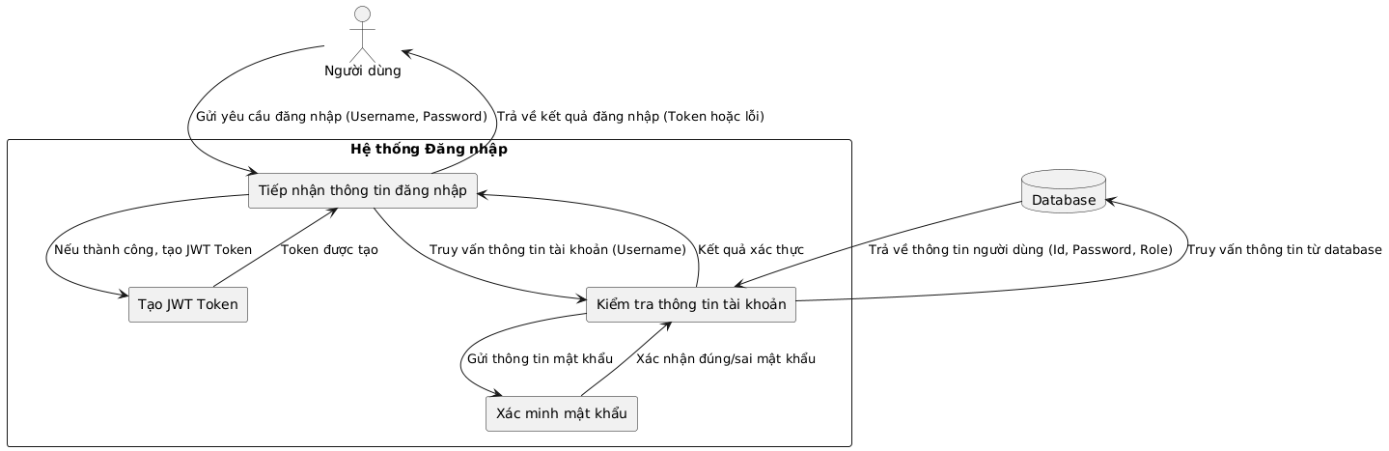 Người dùng
Gửi yêu cầu đăng nhập (Username, Password)
Trả về kết quả đăng nhập (Token hoặc lỗi)
Hệ thống Đăng nhập
Tiếp nhận thông tin đăng nhập
Database
Nếu thành công, tạo JWT Token
Token được tạo
Truy vấn thông tin tài khoản (Username)
Kết quả xác thực
Trả về thông tin người dùng (Id, Password, Role)
Truy vấn thông tin từ database
Tạo JWT Token
Kiểm tra thông tin tài khoản
Gửi thông tin mật khẩu
Xác nhận đúng/sai mật khẩu
Xác minh mật khẩu